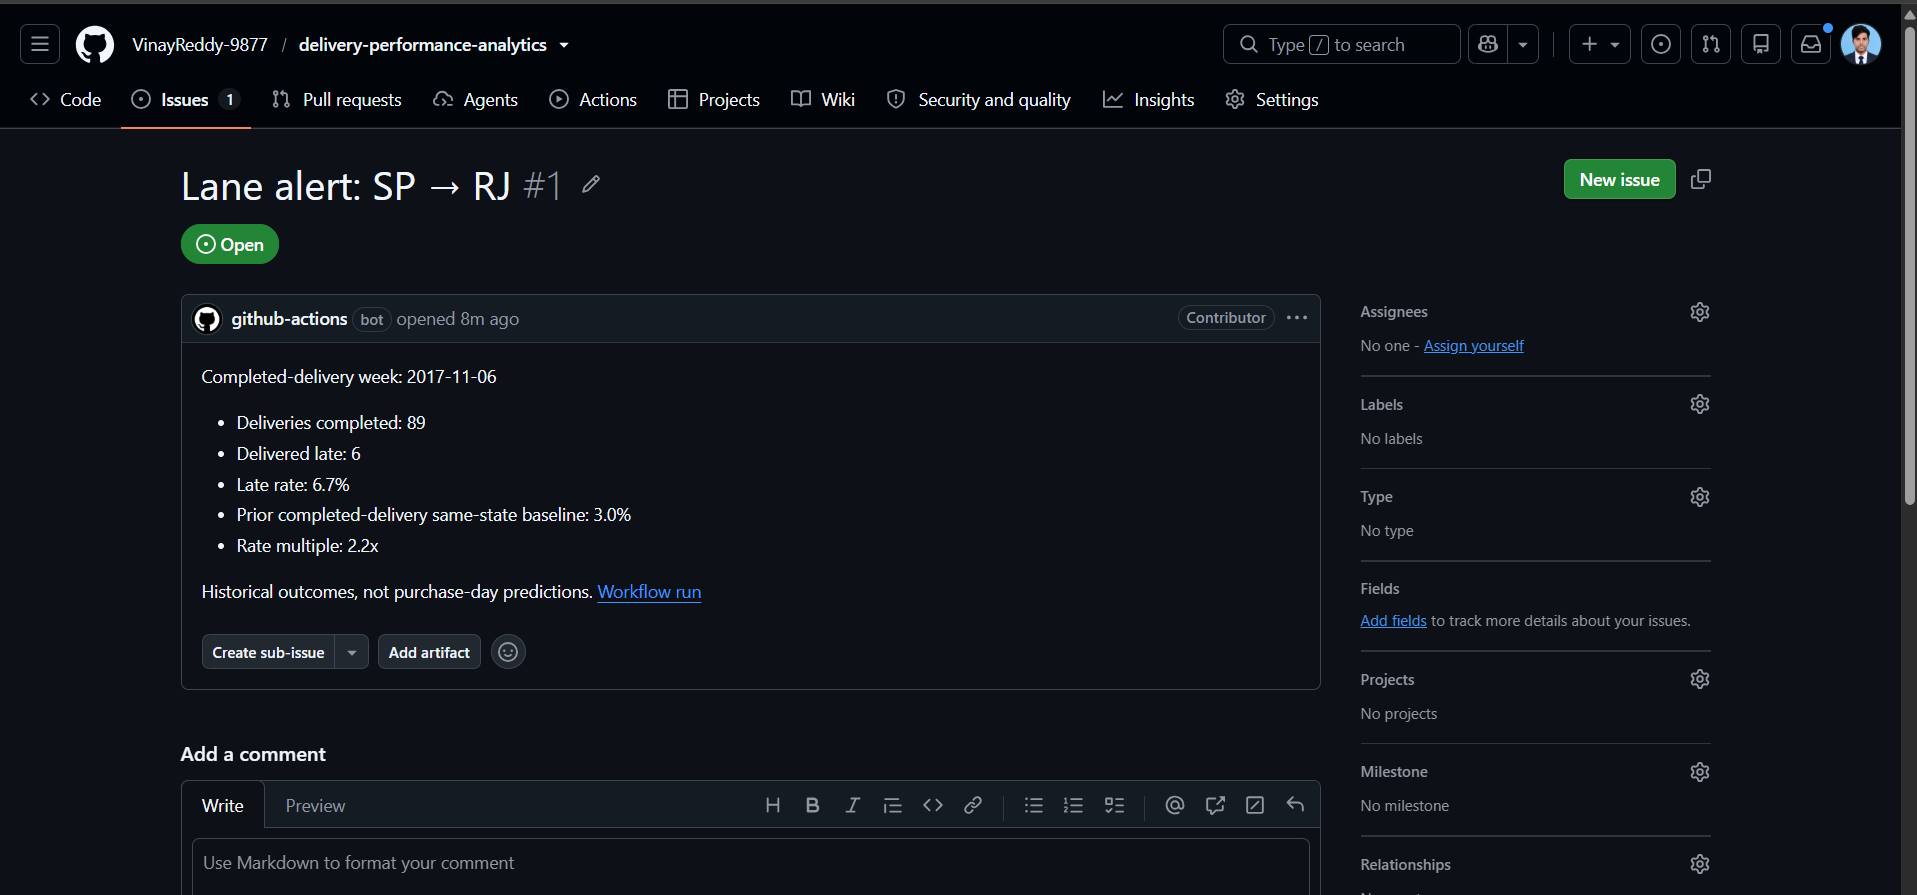 VinayReddy-9877 / delivery-performance-analytics
Type / to search
Code
Issues 1
Pull requests
Agents
Actions
Projects
Wiki
Security and quality
Insights
Settings
Lane alert: SP → RJ #1
New issue
Open
github-actions bot opened 8m ago
Contributor
Completed-delivery week: 2017-11-06
• Deliveries completed: 89
• Delivered late: 6
• Late rate: 6.7%
• Prior completed-delivery same-state baseline: 3.0%
• Rate multiple: 2.2x
Historical outcomes, not purchase-day predictions. Workflow run
Create sub-issue
Add artifact
Add a comment
Write
Preview
Use Markdown to format your comment
Assignees
No one - Assign yourself
Labels
No labels
Type
No type
Fields
Add fields to track more details about your issues.
Projects
No projects
Milestone
No milestone
Relationships